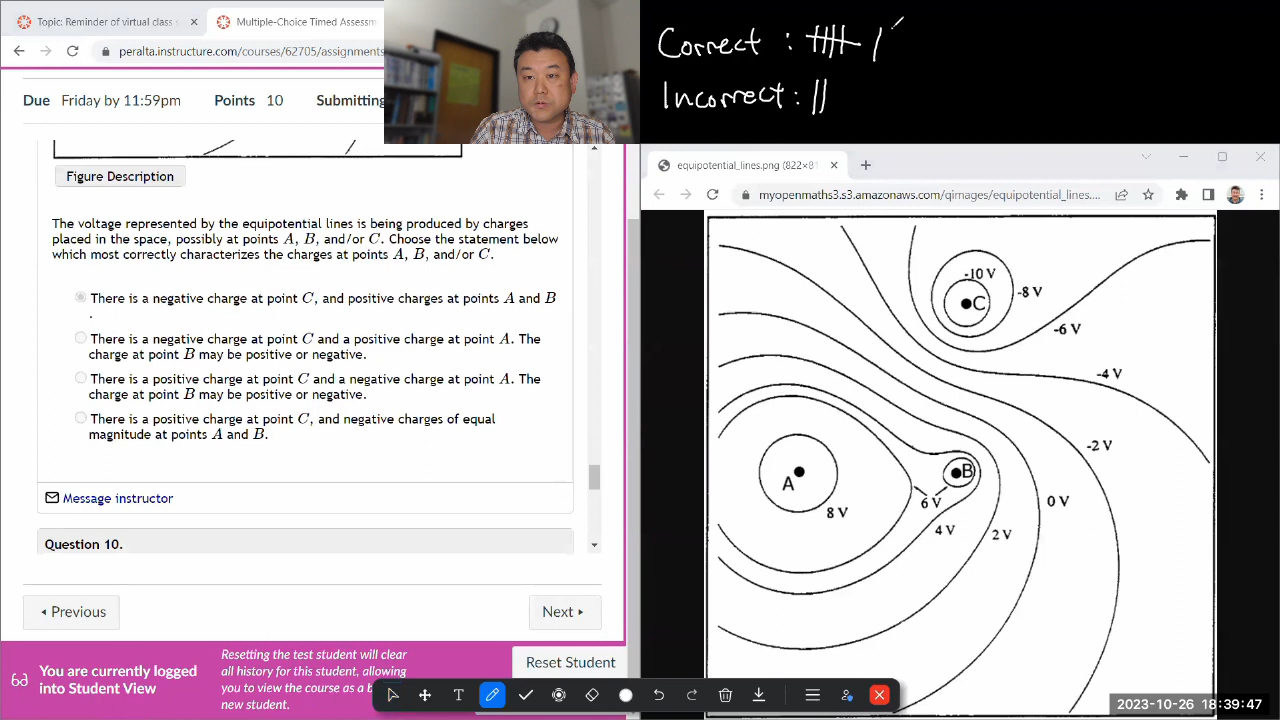 Topic: Reminder of virtual class s
Multiple-Choice Timed Assessm
peralta.instructure.com/courses/62705/assignments
Due Friday by 11:59pm Points 10 Submitting
Figure Description
The voltage represented by the equipotential lines is being produced by charges
placed in the space, possibly at points A, B, and/or C. Choose the statement below
which most correctly characterizes the charges at points A, B, and/or C.
There is a negative charge at point C, and positive charges at points A and B
.
There is a negative charge at point C and a positive charge at point A. The
charge at point B may be positive or negative.
There is a positive charge at point C and a negative charge at point A. The
charge at point B may be positive or negative.
There is a positive charge at point C, and negative charges of equal
magnitude at points A and B.
Message instructor
Question 10.
Previous
Next
You are currently logged
into Student View
Resetting the test student will clear
all history for this student, allowing
you to view the course as a b
new student.
Reset Student
Correct :
Incorrect :
equipotential_lines.png (822×81
myopenmaths3.s3.amazonaws.com/qimages/equipotential_lines....
-10 V
C
-8 V
-6 V
-4 V
-2 V
B
A
6 V
0 V
8 V
4 V
2 V
T
2023-10-26 18:39:47